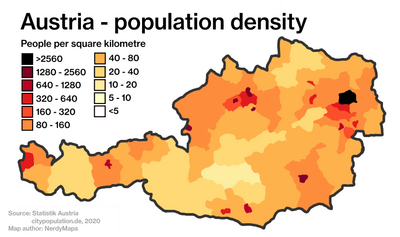 Austria - population density
People per square kilometre
>2560
1280 - 2560
640 - 1280
320 - 640
160 - 320
80 - 160
40 - 80
20 - 40
10 - 20
5 - 10
<5
Source: Statistik Austria
citypopulation.de, 2020
Map author: NerdyMaps